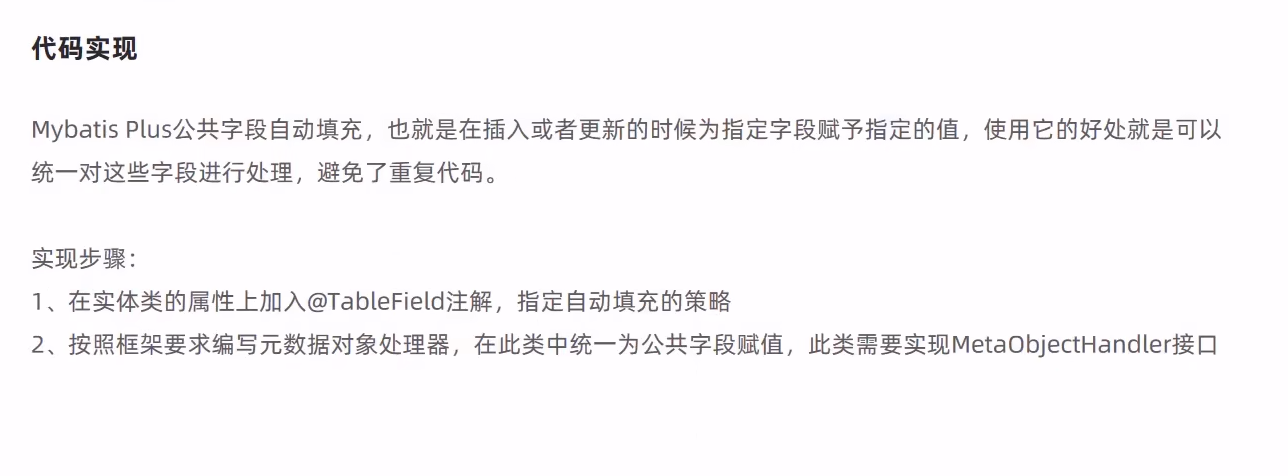 代码实现
Mybatis Plus公共字段自动填充，也就是在插入或者更新的时候为指定字段赋予指定的值，使用它的好处就是可以
统一对这些字段进行处理，避免了重复代码。
实现步骤：
1、在实体类的属性上加入@TableField注解，指定自动填充的策略
2、按照框架要求编写元数据对象处理器，在此类中统一为公共字段赋值，此类需要实现MetaObjectHandler接口